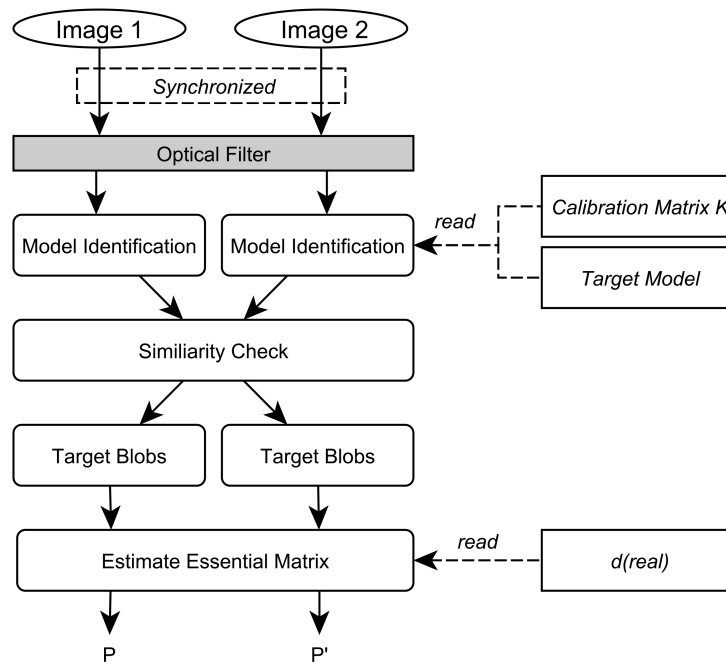 Image 1
Image 2
Synchronized
Optical Filter
Model Identification
Model Identification
read
Calibration Matrix K
Target Model
Similiarity Check
Target Blobs
Target Blobs
Estimate Essential Matrix
read
d(real)
P
P'